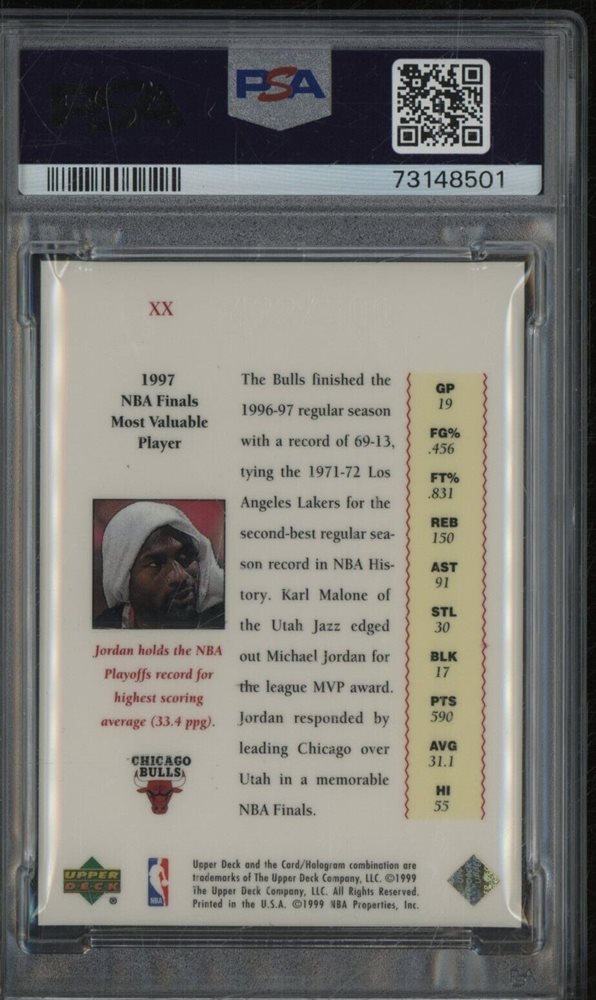 PSA
PSA
73148501
XX
1997
NBA Finals
Most Valuable
Player
Jordan holds the NBA
Playoffs record for
highest scoring
average (33.4 ppg).
CHICAGO
BULLS
The Bulls finished the
1996-97 regular season
with a record of 69-13,
tying the 1971-72 Los
Angeles Lakers for the
second-best regular sea-
son record in NBA His-
tory. Karl Malone of
the Utah Jazz edged
out Michael Jordan for
the league MVP award.
Jordan responded by
leading Chicago over
Utah in a memorable
NBA Finals.
GP
19
FG%
.456
FT%
.831
REB
150
AST
91
STL
30
BLK
17
PTS
590
AVG
31.1
HI
55
UPPER
DECK
®
NBA
Upper Deck and the Card/Hologram combination are
trademarks of The Upper Deck Company, LLC. ©1999
The Upper Deck Company, LLC. All Rights Reserved.
Printed in the U.S.A. ©1999 NBA Properties, Inc.
PSA